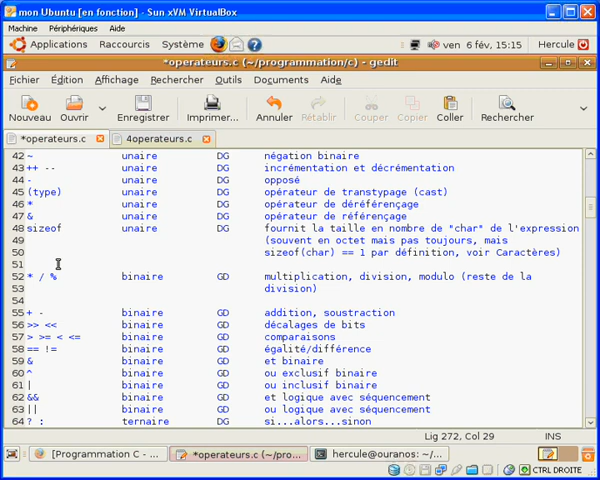 mon Ubuntu [en fonction] - Sun xVM VirtualBox
Machine Périphériques Aide
Applications Raccourcis Système ven 6 fév, 15:15 Hercule
*operateurs.c (~/programmation/c) - gedit
Fichier Édition Affichage Rechercher Outils Documents Aide
Nouveau Ouvrir Enregistrer Imprimer... Annuler Rétablir Couper Copier Coller Rechercher
*operateurs.c 4operateurs.c
42 ~ unaire DG négation binaire
43 ++ -- unaire DG incrémentation et décrémentation
44 - unaire DG opposé
45 (type) unaire DG opérateur de transtypage (cast)
46 * unaire DG opérateur de déréférençage
47 & unaire DG opérateur de référençage
48 sizeof unaire DG fournit la taille en nombre de "char" de l'expression
49 (souvent en octet mais pas toujours, mais
50 sizeof(char) == 1 par définition, voir Caractères)
51
52 * / % binaire GD multiplication, division, modulo (reste de la
53 division)
54
55 + - binaire GD addition, soustraction
56 >> << binaire GD décalages de bits
57 > >= < <= binaire GD comparaisons
58 == != binaire GD égalité/différence
59 & binaire GD et binaire
60 ^ binaire GD ou exclusif binaire
61 | binaire GD ou inclusif binaire
62 && binaire GD et logique avec séquencement
63 || binaire GD ou logique avec séquencement
64 ? : ternaire DG si...alors...sinon
Lig 272, Col 29 INS
[Programmation C - ... *operateurs.c (~/pro... hercule@ouranos: ~/...
CTRL DROITE